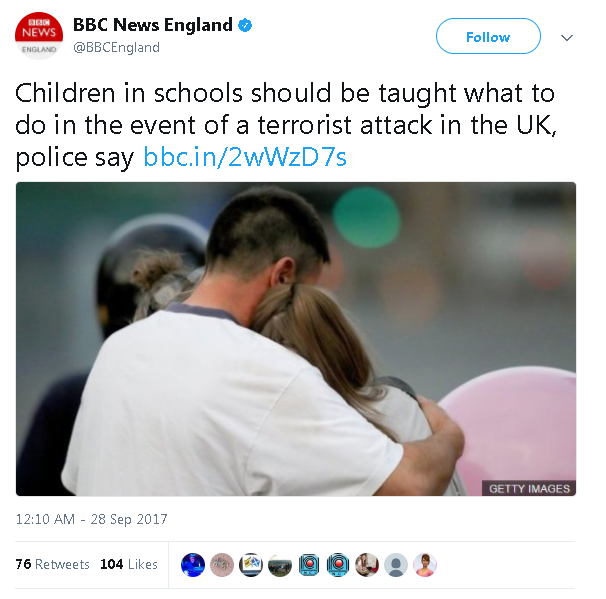 BBC
NEWS
ENGLAND
BBC News England
@BBCEngland
Follow
Children in schools should be taught what to
do in the event of a terrorist attack in the UK,
police say bbc.in/2wWzD7s
GETTY IMAGES
12:10 AM - 28 Sep 2017
76 Retweets 104 Likes